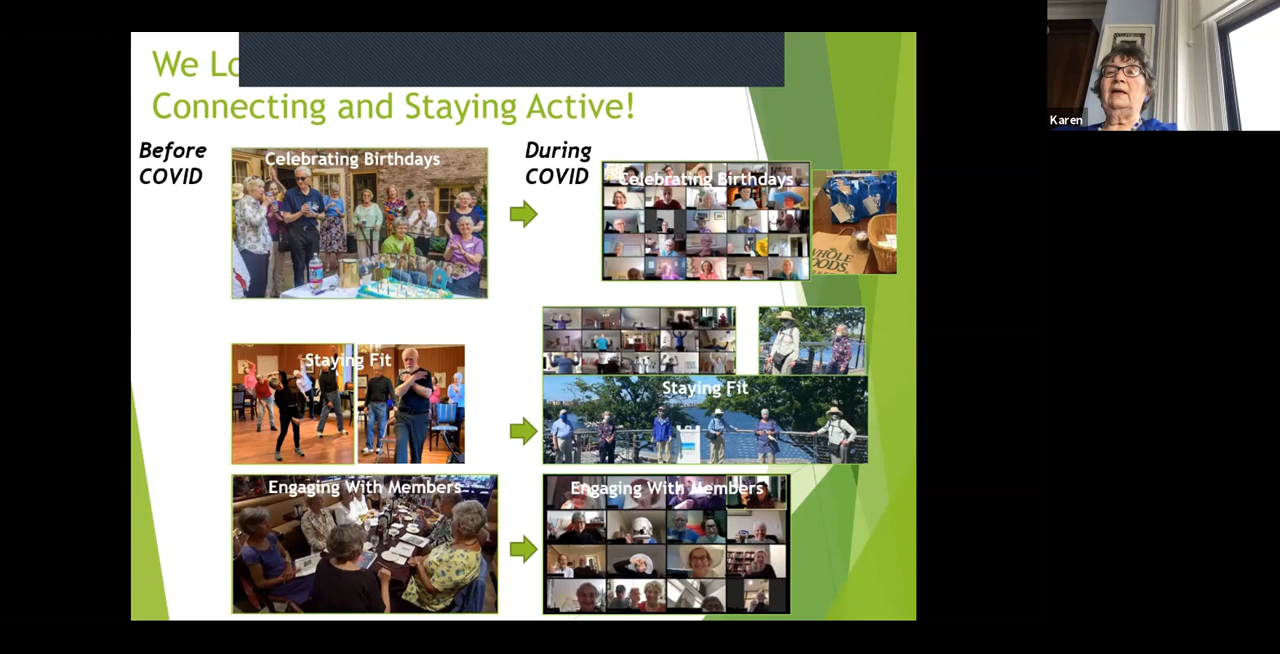 We Lo
Connecting and Staying Active!
Before
COVID
Celebrating Birthdays
During
COVID
Celebrating Birthdays
WHOLE
FOODS
Staying Fit
Staying Fit
Engaging With Members
Engaging With Members
Karen